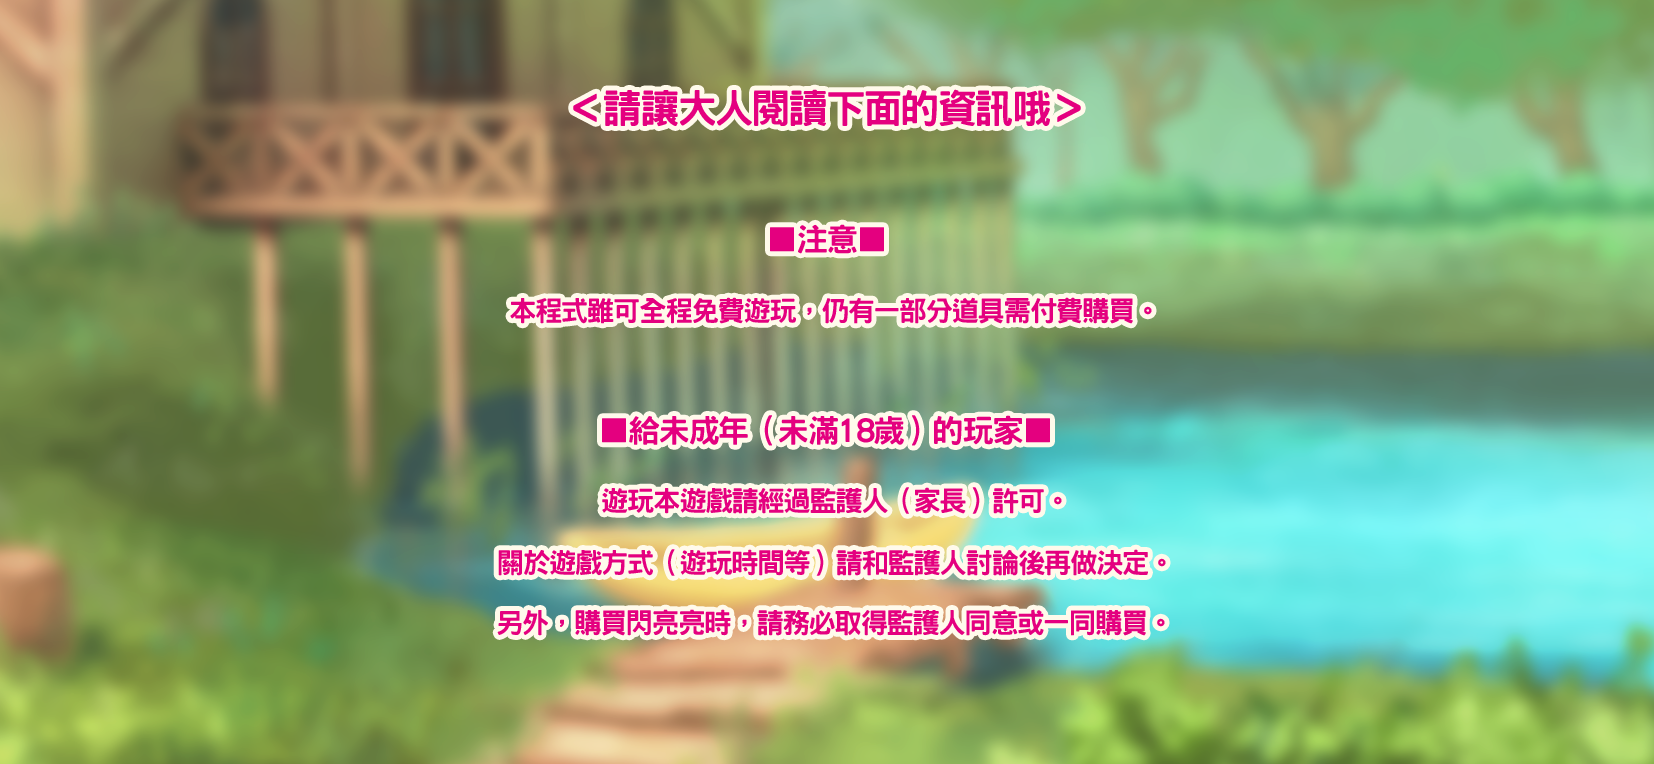 ＜請讓大人閱讀下面的資訊哦＞
■注意■
本程式雖可全程免費遊玩，仍有一部分道具需付費購買。
■給未成年（未滿18歲）的玩家■
遊玩本遊戲請經過監護人（家長）許可。
關於遊戲方式（遊玩時間等）請和監護人討論後再做決定。
另外，購買閃亮亮時，請務必取得監護人同意或一同購買。